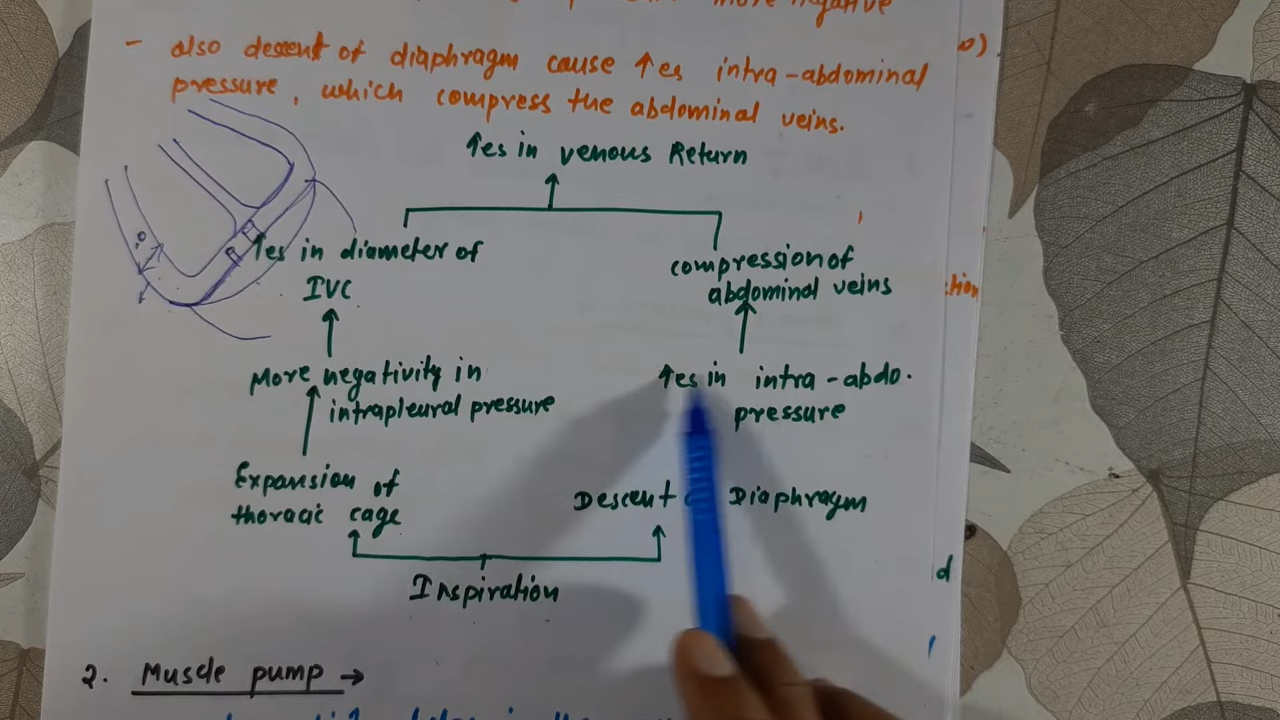 more negative
- also descent of diaphragm cause ↑es intra-abdominal
pressure, which compress the abdominal veins.
↑es in venous Return
↑es in diameter of
IVC
compression of
abdominal veins
More negativity in
intrapleural pressure
↑es in intra-abdo.
pressure
Expansion of
thoracic cage
Descent Diaphragm
Inspiration
2. Muscle pump →